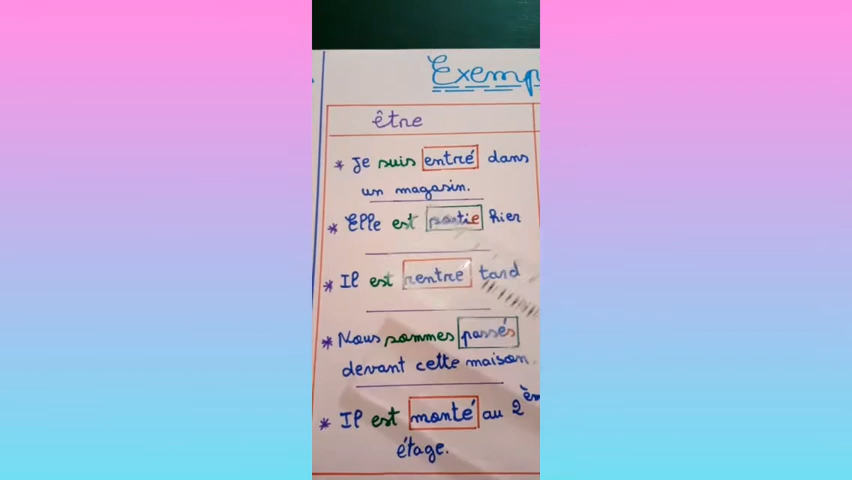 Exemp
être
* Je suis entré dans
un magasin.
* Elle est partie hier
* Il est rentré tard
* Nous sommes passés
devant cette maison.
* Il est monté au 2èm
étage.